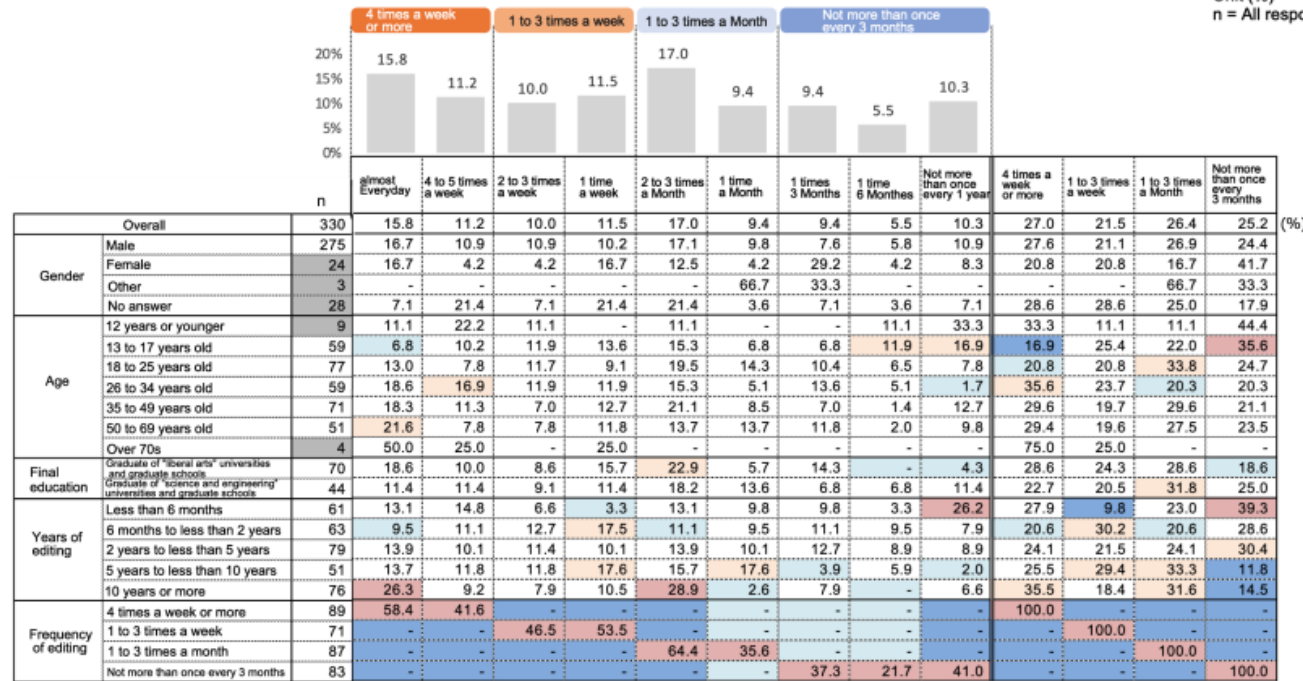 Unit (%)
n = All respo
4 times a week or more
1 to 3 times a week
1 to 3 times a Month
Not more than once every 3 months
20%
15%
10%
5%
0%
15.8 11.2 10.0 11.5 17.0 9.4 9.4 5.5 10.3
n almost Everyday 4 to 5 times a week 2 to 3 times a week 1 time a week 2 to 3 times a Month 1 time a Month 1 times 3 Months 1 time 6 Monthes Not more than once every 1 year 4 times a week or more 1 to 3 times a week 1 to 3 times a Month Not more than once every 3 months
Overall 330 15.8 11.2 10.0 11.5 17.0 9.4 9.4 5.5 10.3 27.0 21.5 26.4 25.2 (%)
Gender
Male 275 16.7 10.9 10.9 10.2 17.1 9.8 7.6 5.8 10.9 27.6 21.1 26.9 24.4
Female 24 16.7 4.2 4.2 16.7 12.5 4.2 29.2 4.2 8.3 20.8 20.8 16.7 41.7
Other 3 - - - - - 66.7 33.3 - - - - 66.7 33.3
No answer 28 7.1 21.4 7.1 21.4 21.4 3.6 7.1 3.6 7.1 28.6 28.6 25.0 17.9
Age
12 years or younger 9 11.1 22.2 11.1 - 11.1 - - 11.1 33.3 33.3 11.1 11.1 44.4
13 to 17 years old 59 6.8 10.2 11.9 13.6 15.3 6.8 6.8 11.9 16.9 16.9 25.4 22.0 35.6
18 to 25 years old 77 13.0 7.8 11.7 9.1 19.5 14.3 10.4 6.5 7.8 20.8 20.8 33.8 24.7
26 to 34 years old 59 18.6 16.9 11.9 11.9 15.3 5.1 13.6 5.1 1.7 35.6 23.7 20.3 20.3
35 to 49 years old 71 18.3 11.3 7.0 12.7 21.1 8.5 7.0 1.4 12.7 29.6 19.7 29.6 21.1
50 to 69 years old 51 21.6 7.8 7.8 11.8 13.7 13.7 11.8 2.0 9.8 29.4 19.6 27.5 23.5
Over 70s 4 50.0 25.0 - 25.0 - - - - - 75.0 25.0 - -
Final education
Graduate of "liberal arts" universities and graduate schools 70 18.6 10.0 8.6 15.7 22.9 5.7 14.3 - 4.3 28.6 24.3 28.6 18.6
Graduate of "science and engineering" universities and graduate schools 44 11.4 11.4 9.1 11.4 18.2 13.6 6.8 6.8 11.4 22.7 20.5 31.8 25.0
Years of editing
Less than 6 months 61 13.1 14.8 6.6 3.3 13.1 9.8 9.8 3.3 26.2 27.9 9.8 23.0 39.3
6 months to less than 2 years 63 9.5 11.1 12.7 17.5 11.1 9.5 11.1 9.5 7.9 20.6 30.2 20.6 28.6
2 years to less than 5 years 79 13.9 10.1 11.4 10.1 13.9 10.1 12.7 8.9 8.9 24.1 21.5 24.1 30.4
5 years to less than 10 years 51 13.7 11.8 11.8 17.6 15.7 17.6 3.9 5.9 2.0 25.5 29.4 33.3 11.8
10 years or more 76 26.3 9.2 7.9 10.5 28.9 2.6 7.9 - 6.6 35.5 18.4 31.6 14.5
Frequency of editing
4 times a week or more 89 58.4 41.6 - - - - - - - 100.0 - - -
1 to 3 times a week 71 - - 46.5 53.5 - - - - - - 100.0 - -
1 to 3 times a month 87 - - - - 64.4 35.6 - - - - - 100.0 -
Not more than once every 3 months 83 - - - - - - 37.3 21.7 41.0 - - - 100.0